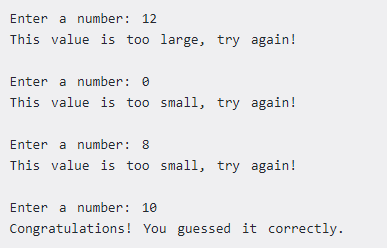 Enter a number: 12
This value is too large, try again!
Enter a number: 0
This value is too small, try again!
Enter a number: 8
This value is too small, try again!
Enter a number: 10
Congratulations! You guessed it correctly.